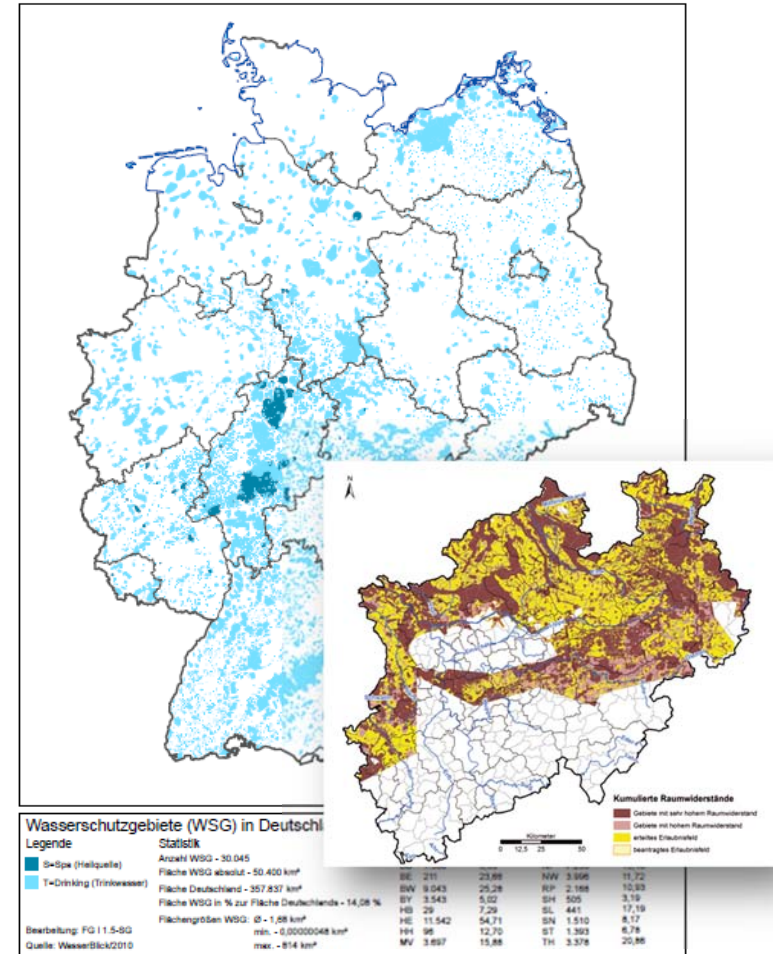 N
Kumulierte Raumwiderstände
Gebiete mit sehr hohem Raumwiderstand
Gebiete mit hohem Raumwiderstand
erteiltes Erlaubnisfeld
beantragtes Erlaubnisfeld
Kilometer
0 12,5 25 50
Wasserschutzgebiete (WSG) in Deutschl
Legende
S=Spa (Heilquelle)
T=Drinking (Trinkwasser)
Bearbeitung: FG I 1.5-SG
Quelle: WasserBlick/2010
Statistik
Anzahl WSG - 30.045
Fläche WSG absolut - 50.400 km²
Fläche Deutschland - 357.837 km²
Fläche WSG in % zur Fläche Deutschlands - 14,08 %
Flächengrößen WSG: Ø - 1,68 km²
min. - 0,00000048 km²
max. - 814 km²
BE 211 23,88 NW 3.996 11,72
BW 9.043 25,28 RP 2.168 10,93
BY 3.543 5,02 SH 505 3,19
HB 29 7,29 SL 441 17,19
HE 11.542 54,71 SN 1.510 8,17
HH 96 12,70 ST 1.393 6,78
MV 3.697 15,88 TH 3.378 20,86